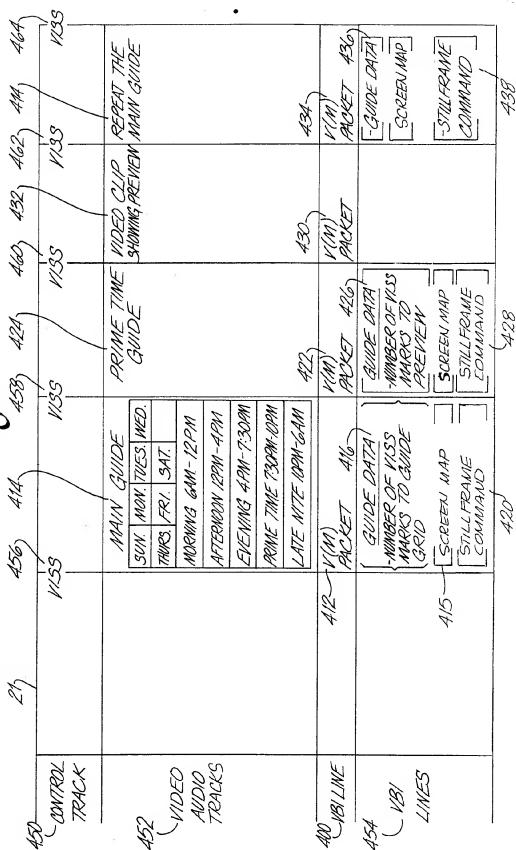 450 21 456 414 458 424 460 432 462 444 464
CONTROL TRACK
VISS VISS VISS VISS VISS
452
VIDEO AUDIO TRACKS
MAIN GUIDE
SUN. MON. TUES. WED.
THURS. FRI. SAT.
MORNING 6AM-12PM
AFTERNOON 12PM-4PM
EVENING 4PM-7:30PM
PRIME TIME 7:30PM-10PM
LATE NITE 10PM-6AM
PRIME TIME
GUIDE
VIDEO CLIP
SHOWING PREVIEW
REPEAT THE
MAIN GUIDE
400
VBI LINE
412
V(M)
PACKET
422
V(M)
PACKET
430
V(M)
PACKET
434
V(M)
PACKET
454
VBI
LINES
416
GUIDE DATA
-NUMBER OF VISS
MARKS TO GUIDE
GRID
415
SCREEN MAP
STILLFRAME
COMMAND
420
426
GUIDE DATA
-NUMBER OF VISS
MARKS TO
PREVIEW
SCREEN MAP
STILLFRAME
COMMAND
428
436
-GUIDE DATA
SCREEN MAP
-STILLFRAME
COMMAND
438